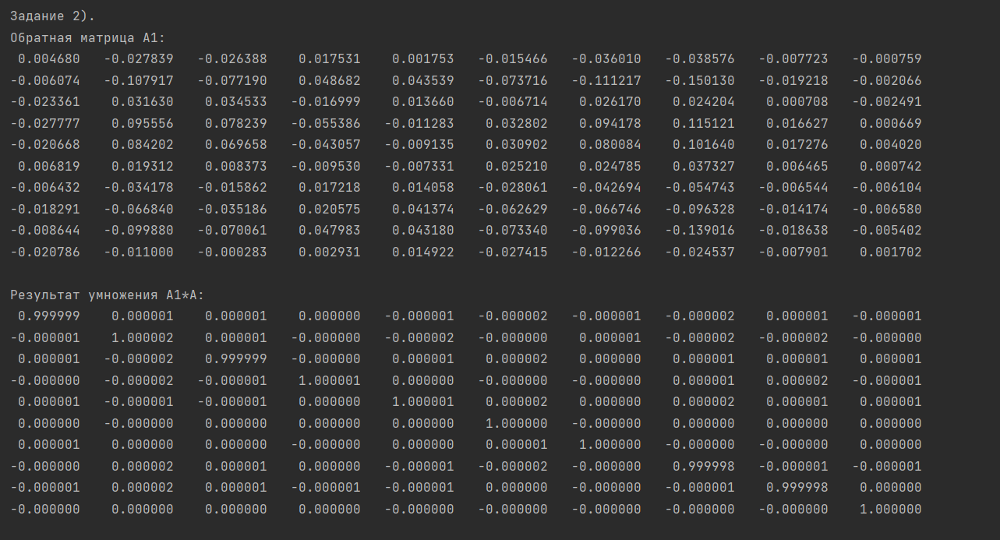 Задание 2).
Обратная матрица A1:
0.004680 -0.027839 -0.026388 0.017531 0.001753 -0.015466 -0.036010 -0.038576 -0.007723 -0.000759
-0.006074 -0.107917 -0.077190 0.048682 0.043539 -0.073716 -0.111217 -0.150130 -0.019218 -0.002066
-0.023361 0.031630 0.034533 -0.016999 0.013660 -0.006714 0.026170 0.024204 0.000708 -0.002491
-0.027777 0.095556 0.078239 -0.055386 -0.011283 0.032802 0.094178 0.115121 0.016627 0.000669
-0.020668 0.084202 0.069658 -0.043057 -0.009135 0.030902 0.080084 0.101640 0.017276 0.004020
0.006819 0.019312 0.008373 -0.009530 -0.007331 0.025210 0.024785 0.037327 0.006465 0.000742
-0.006432 -0.034178 -0.015862 0.017218 0.014058 -0.028061 -0.042694 -0.054743 -0.006544 -0.006104
-0.018291 -0.066840 -0.035186 0.020575 0.041374 -0.062629 -0.066746 -0.096328 -0.014174 -0.006580
-0.008644 -0.099880 -0.070061 0.047983 0.043180 -0.073340 -0.099036 -0.139016 -0.018638 -0.005402
-0.020786 -0.011000 -0.000283 0.002931 0.014922 -0.027415 -0.012266 -0.024537 -0.007901 0.001702
Результат умножения A1*A:
0.999999 0.000001 0.000001 0.000000 -0.000001 -0.000002 -0.000001 -0.000002 0.000001 -0.000001
-0.000001 1.000002 0.000001 -0.000000 -0.000002 -0.000000 0.000001 -0.000002 -0.000002 -0.000000
0.000001 -0.000002 0.999999 -0.000000 0.000001 0.000002 0.000000 0.000001 0.000001 0.000001
-0.000000 -0.000002 -0.000001 1.000001 0.000000 -0.000000 -0.000000 0.000001 0.000002 -0.000001
0.000001 -0.000001 -0.000001 0.000000 1.000001 0.000002 0.000000 0.000002 0.000001 0.000001
0.000000 -0.000000 0.000000 0.000000 0.000000 1.000000 -0.000000 0.000000 0.000000 0.000000
0.000001 0.000000 0.000000 -0.000000 0.000000 0.000001 1.000000 -0.000000 -0.000000 0.000000
-0.000000 0.000002 0.000001 0.000000 -0.000001 -0.000002 -0.000000 0.999998 -0.000001 -0.000001
-0.000001 0.000002 0.000001 -0.000001 -0.000001 0.000000 -0.000000 -0.000001 0.999998 0.000000
-0.000000 0.000000 0.000000 0.000000 -0.000000 -0.000000 -0.000000 -0.000000 -0.000000 1.000000